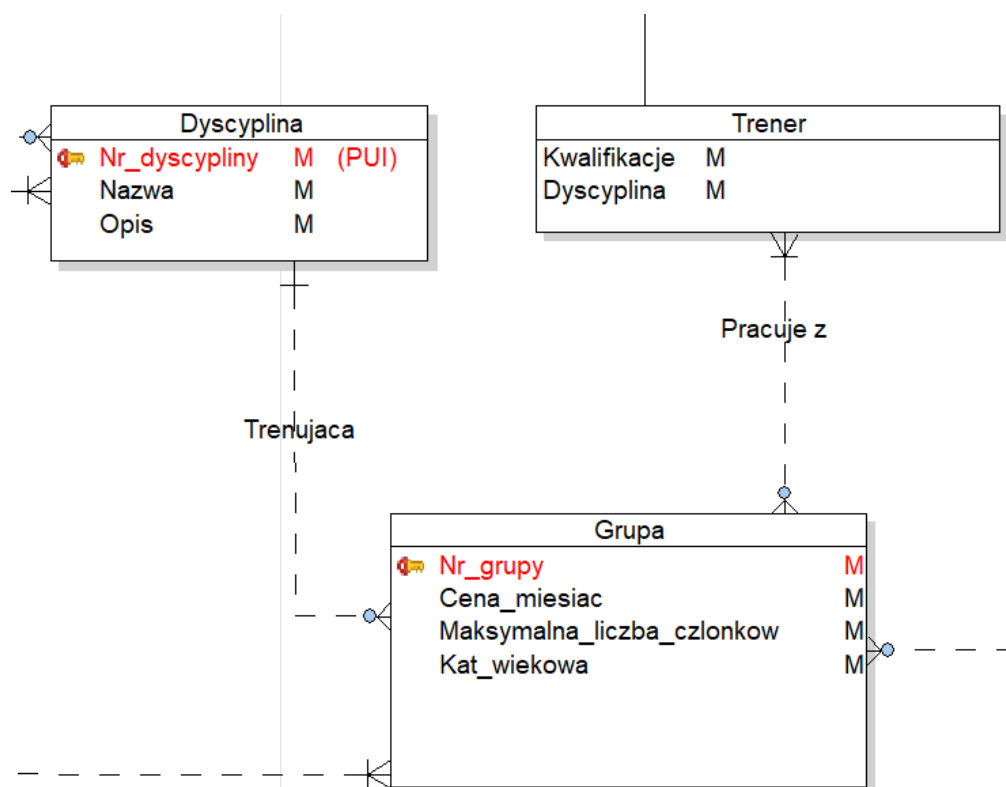 Dyscyplina
Nr_dyscypliny M (PUI)
Nazwa M
Opis M
Trener
Kwalifikacje M
Dyscyplina M
Pracuje z
Trenujaca
Grupa
Nr_grupy M
Cena_miesiac M
Maksymalna_liczba_czlonkow M
Kat_wiekowa M